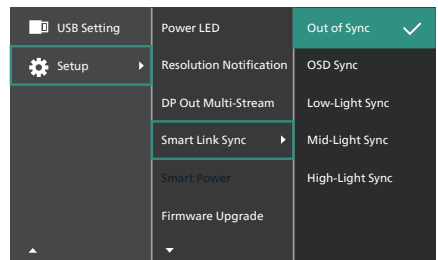 USB Setting
Setup
Power LED
Resolution Notification
DP Out Multi-Stream
Smart Link Sync
Smart Power
Firmware Upgrade
Out of Sync
OSD Sync
Low-Light Sync
Mid-Light Sync
High-Light Sync